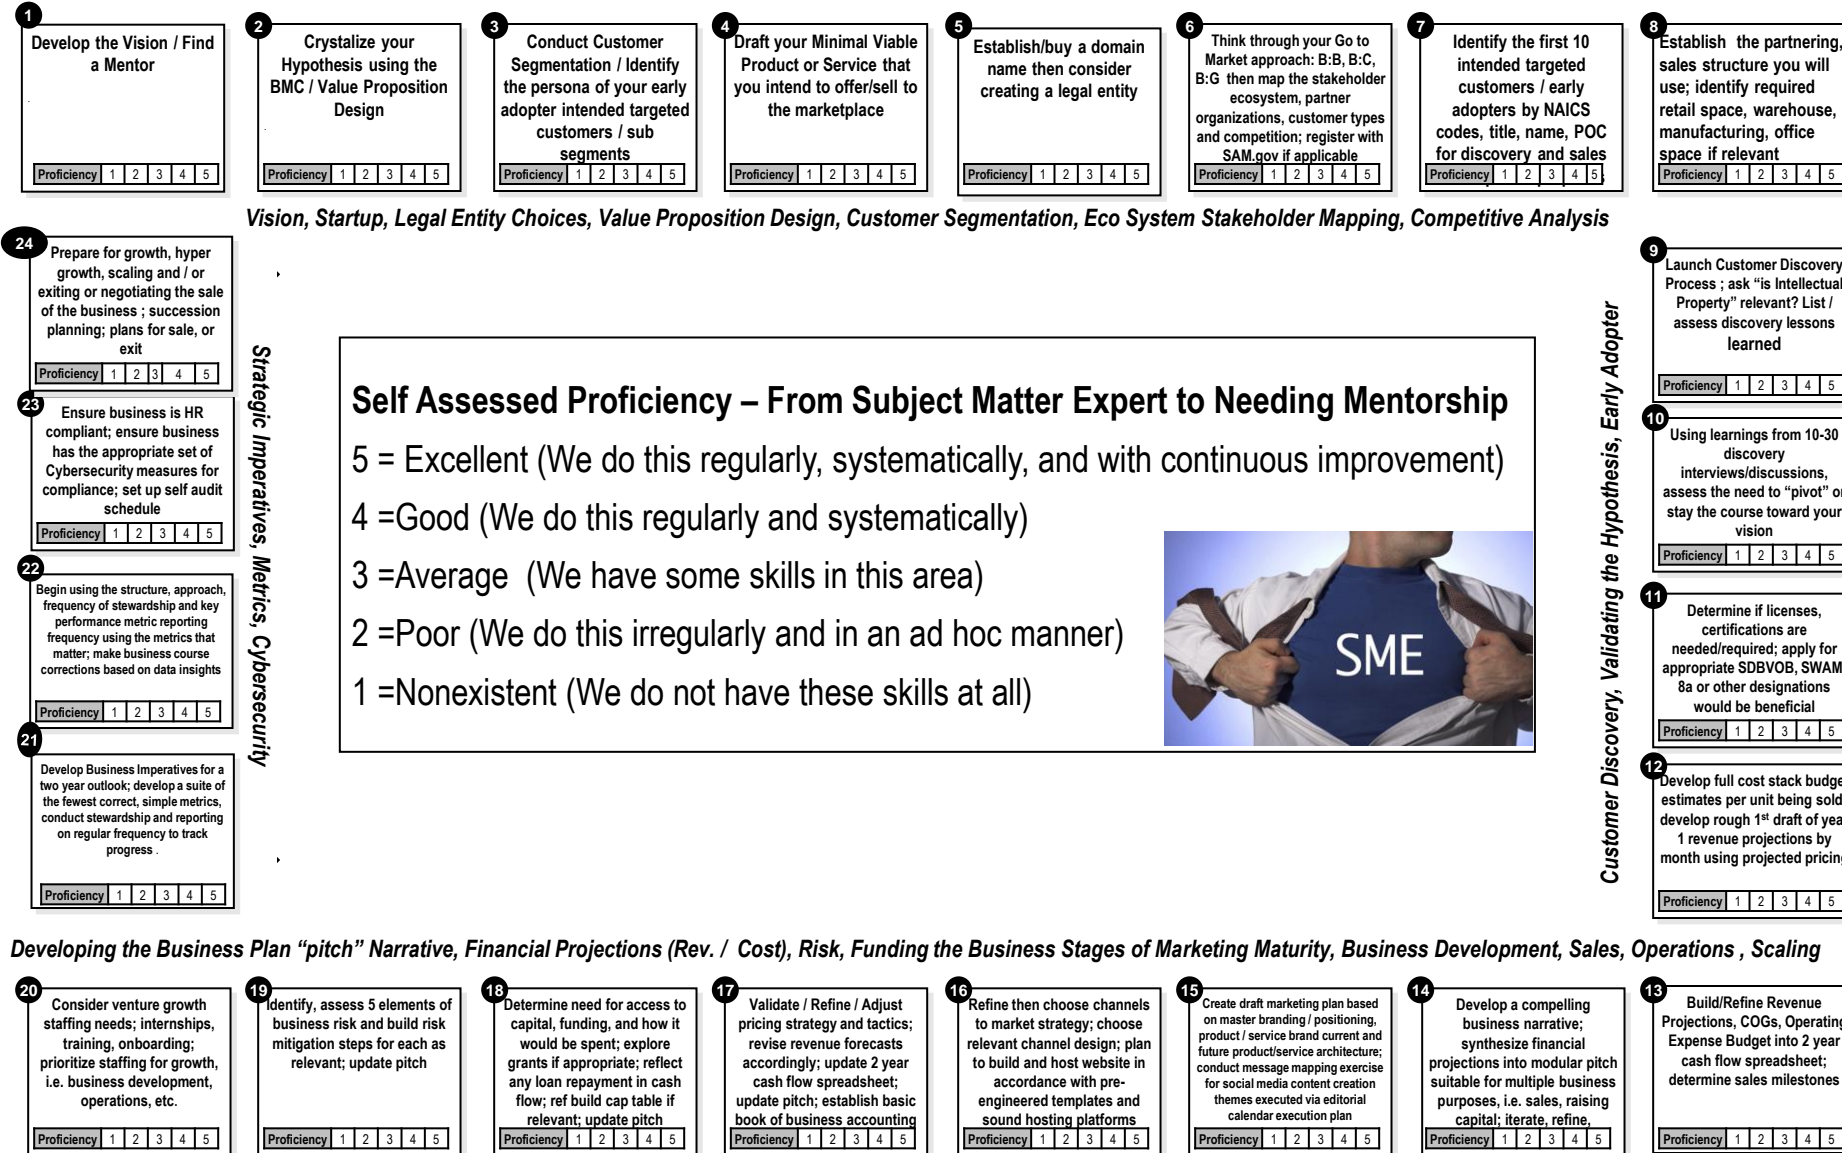 1
Develop the Vision / Find
a Mentor
Proficiency 1 2 3 4 5
2
Crystalize your
Hypothesis using the
BMC / Value Proposition
Design
Proficiency 1 2 3 4 5
3
Conduct Customer
Segmentation / Identify
the persona of your early
adopter intended targeted
customers / sub
segments
Proficiency 1 2 3 4 5
4
Draft your Minimal Viable
Product or Service that
you intend to offer/sell to
the marketplace
Proficiency 1 2 3 4 5
5
Establish/buy a domain
name then consider
creating a legal entity
Proficiency 1 2 3 4 5
6
Think through your Go to
Market approach: B:B, B:C,
B:G then map the stakeholder
ecosystem, partner
organizations, customer types
and competition; register with
SAM.gov if applicable
Proficiency 1 2 3 4 5
7
Identify the first 10
intended targeted
customers / early
adopters by NAICS
codes, title, name, POC
for discovery and sales
Proficiency 1 2 3 4 5
8
Establish the partnering,
sales structure you will
use; identify required
retail space, warehouse,
manufacturing, office
space if relevant
Proficiency 1 2 3 4 5
Vision, Startup, Legal Entity Choices, Value Proposition Design, Customer Segmentation, Eco System Stakeholder Mapping, Competitive Analysis
24
Prepare for growth, hyper
growth, scaling and / or
exiting or negotiating the sale
of the business ; succession
planning; plans for sale, or
exit
Proficiency 1 2 3 4 5
23
Ensure business is HR
compliant; ensure business
has the appropriate set of
Cybersecurity measures for
compliance; set up self audit
schedule
Proficiency 1 2 3 4 5
22
Begin using the structure, approach,
frequency of stewardship and key
performance metric reporting
frequency using the metrics that
matter; make business course
corrections based on data insights
Proficiency 1 2 3 4 5
21
Develop Business Imperatives for a
two year outlook; develop a suite of
the fewest correct, simple metrics,
conduct stewardship and reporting
on regular frequency to track
progress .
Proficiency 1 2 3 4 5
Strategic Imperatives, Metrics, Cybersecurity
Self Assessed Proficiency – From Subject Matter Expert to Needing Mentorship
5 = Excellent (We do this regularly, systematically, and with continuous improvement)
4 =Good (We do this regularly and systematically)
3 =Average (We have some skills in this area)
2 =Poor (We do this irregularly and in an ad hoc manner)
1 =Nonexistent (We do not have these skills at all)
SME
Customer Discovery, Validating the Hypothesis, Early Adopter
9
Launch Customer Discovery
Process ; ask “is Intellectual
Property” relevant? List /
assess discovery lessons
learned
Proficiency 1 2 3 4 5
10
Using learnings from 10-30
discovery
interviews/discussions,
assess the need to “pivot” or
stay the course toward your
vision
Proficiency 1 2 3 4 5
11
Determine if licenses,
certifications are
needed/required; apply for
appropriate SDBVOB, SWAM
8a or other designations
would be beneficial
Proficiency 1 2 3 4 5
12
Develop full cost stack budge
estimates per unit being sold
develop rough 1st draft of yea
1 revenue projections by
month using projected pricing
Proficiency 1 2 3 4 5
Developing the Business Plan “pitch” Narrative, Financial Projections (Rev. / Cost), Risk, Funding the Business Stages of Marketing Maturity, Business Development, Sales, Operations , Scaling
20
Consider venture growth
staffing needs; internships,
training, onboarding;
prioritize staffing for growth,
i.e. business development,
operations, etc.
Proficiency 1 2 3 4 5
19
Identify, assess 5 elements of
business risk and build risk
mitigation steps for each as
relevant; update pitch
Proficiency 1 2 3 4 5
18
Determine need for access to
capital, funding, and how it
would be spent; explore
grants if appropriate; reflect
any loan repayment in cash
flow; ref build cap table if
relevant; update pitch
Proficiency 1 2 3 4 5
17
Validate / Refine / Adjust
pricing strategy and tactics;
revise revenue forecasts
accordingly; update 2 year
cash flow spreadsheet;
update pitch; establish basic
book of business accounting
Proficiency 1 2 3 4 5
16
Refine then choose channels
to market strategy; choose
relevant channel design; plan
to build and host website in
accordance with pre-
engineered templates and
sound hosting platforms
Proficiency 1 2 3 4 5
15
Create draft marketing plan based
on master branding / positioning,
product / service brand current and
future product/service architecture;
conduct message mapping exercise
for social media content creation
themes executed via editorial
calendar execution plan
Proficiency 1 2 3 4 5
14
Develop a compelling
business narrative;
synthesize financial
projections into modular pitch
suitable for multiple business
purposes, i.e. sales, raising
capital; iterate, refine,
Proficiency 1 2 3 4 5
13
Build/Refine Revenue
Projections, COGs, Operating
Expense Budget into 2 year
cash flow spreadsheet;
determine sales milestones
Proficiency 1 2 3 4 5